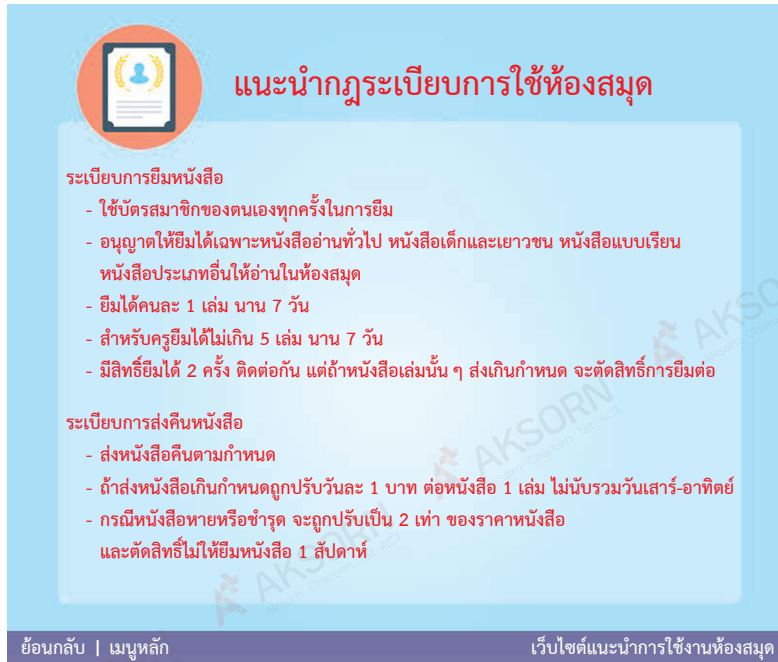 แนะนำกฎระเบียบการใช้ห้องสมุด
ระเบียบการยืมหนังสือ
- ใช้บัตรสมาชิกของตนเองทุกครั้งในการยืม
- อนุญาตให้ยืมได้เฉพาะหนังสืออ่านทั่วไป หนังสือเด็กและเยาวชน หนังสือแบบเรียน
หนังสือประเภทอื่นให้อ่านในห้องสมุด
- ยืมได้คนละ 1 เล่ม นาน 7 วัน
- สำหรับครูยืมได้ไม่เกิน 5 เล่ม นาน 7 วัน
- มีสิทธิ์ยืมได้ 2 ครั้ง ติดต่อกัน แต่ถ้าหนังสือเล่มนั้น ๆ ส่งเกินกำหนด จะตัดสิทธิ์การยืมต่อ
ระเบียบการส่งคืนหนังสือ
- ส่งหนังสือคืนตามกำหนด
- ถ้าส่งหนังสือเกินกำหนดถูกปรับวันละ 1 บาท ต่อหนังสือ 1 เล่ม ไม่นับรวมวันเสาร์-อาทิตย์
- กรณีหนังสือหายหรือชำรุด จะถูกปรับเป็น 2 เท่า ของราคาหนังสือ
และตัดสิทธิ์ไม่ให้ยืมหนังสือ 1 สัปดาห์
AKSORN
Aksorn Charoen Tat ACT
AKSORN
Aksorn Charoen Tat ACT
ย้อนกลับ | เมนูหลัก
เว็บไซต์แนะนำการใช้งานห้องสมุด